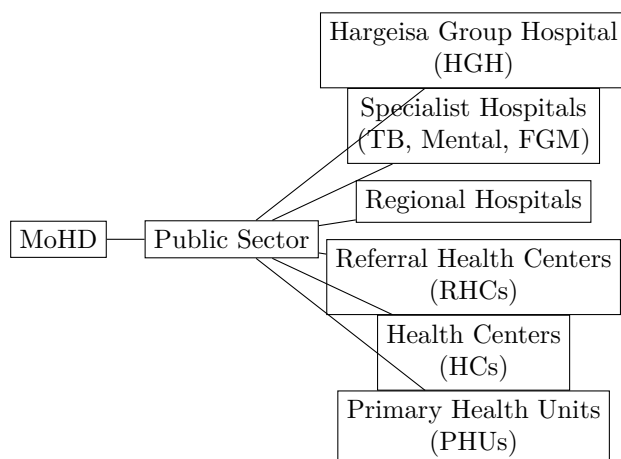 Hargeisa Group Hospital
(HGH)
Specialist Hospitals
(TB, Mental, FGM)
Regional Hospitals
MoHD
Public Sector
Referral Health Centers
(RHCs)
Health Centers
(HCs)
Primary Health Units
(PHUs)